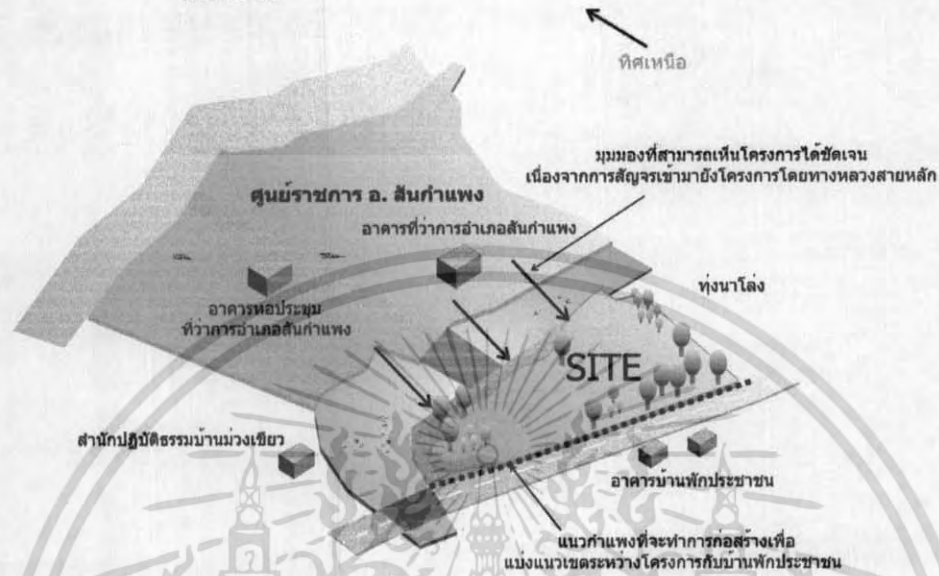 ทิศเหนือ
มุมมองที่สามารถเห็นโครงการได้ชัดเจน
เนื่องจากการสัญจรเข้ามายังโครงการโดยทางหลวงสายหลัก
ศูนย์ราชการ อ. สันกำแพง
อาคารที่ว่าการอำเภอสันกำแพง
ทุ่งนาโล่ง
อาคารหอประชุม
ที่ว่าการอำเภอสันกำแพง
SITE
สำนักปฏิบัติธรรมบ้านม่วงเขียว
อาคารบ้านพักประชาชน
แนวกำแพงที่จะทำการก่อสร้างเพื่อ
แบ่งแนวเขตระหว่างโครงการกับบ้านพักประชาชน